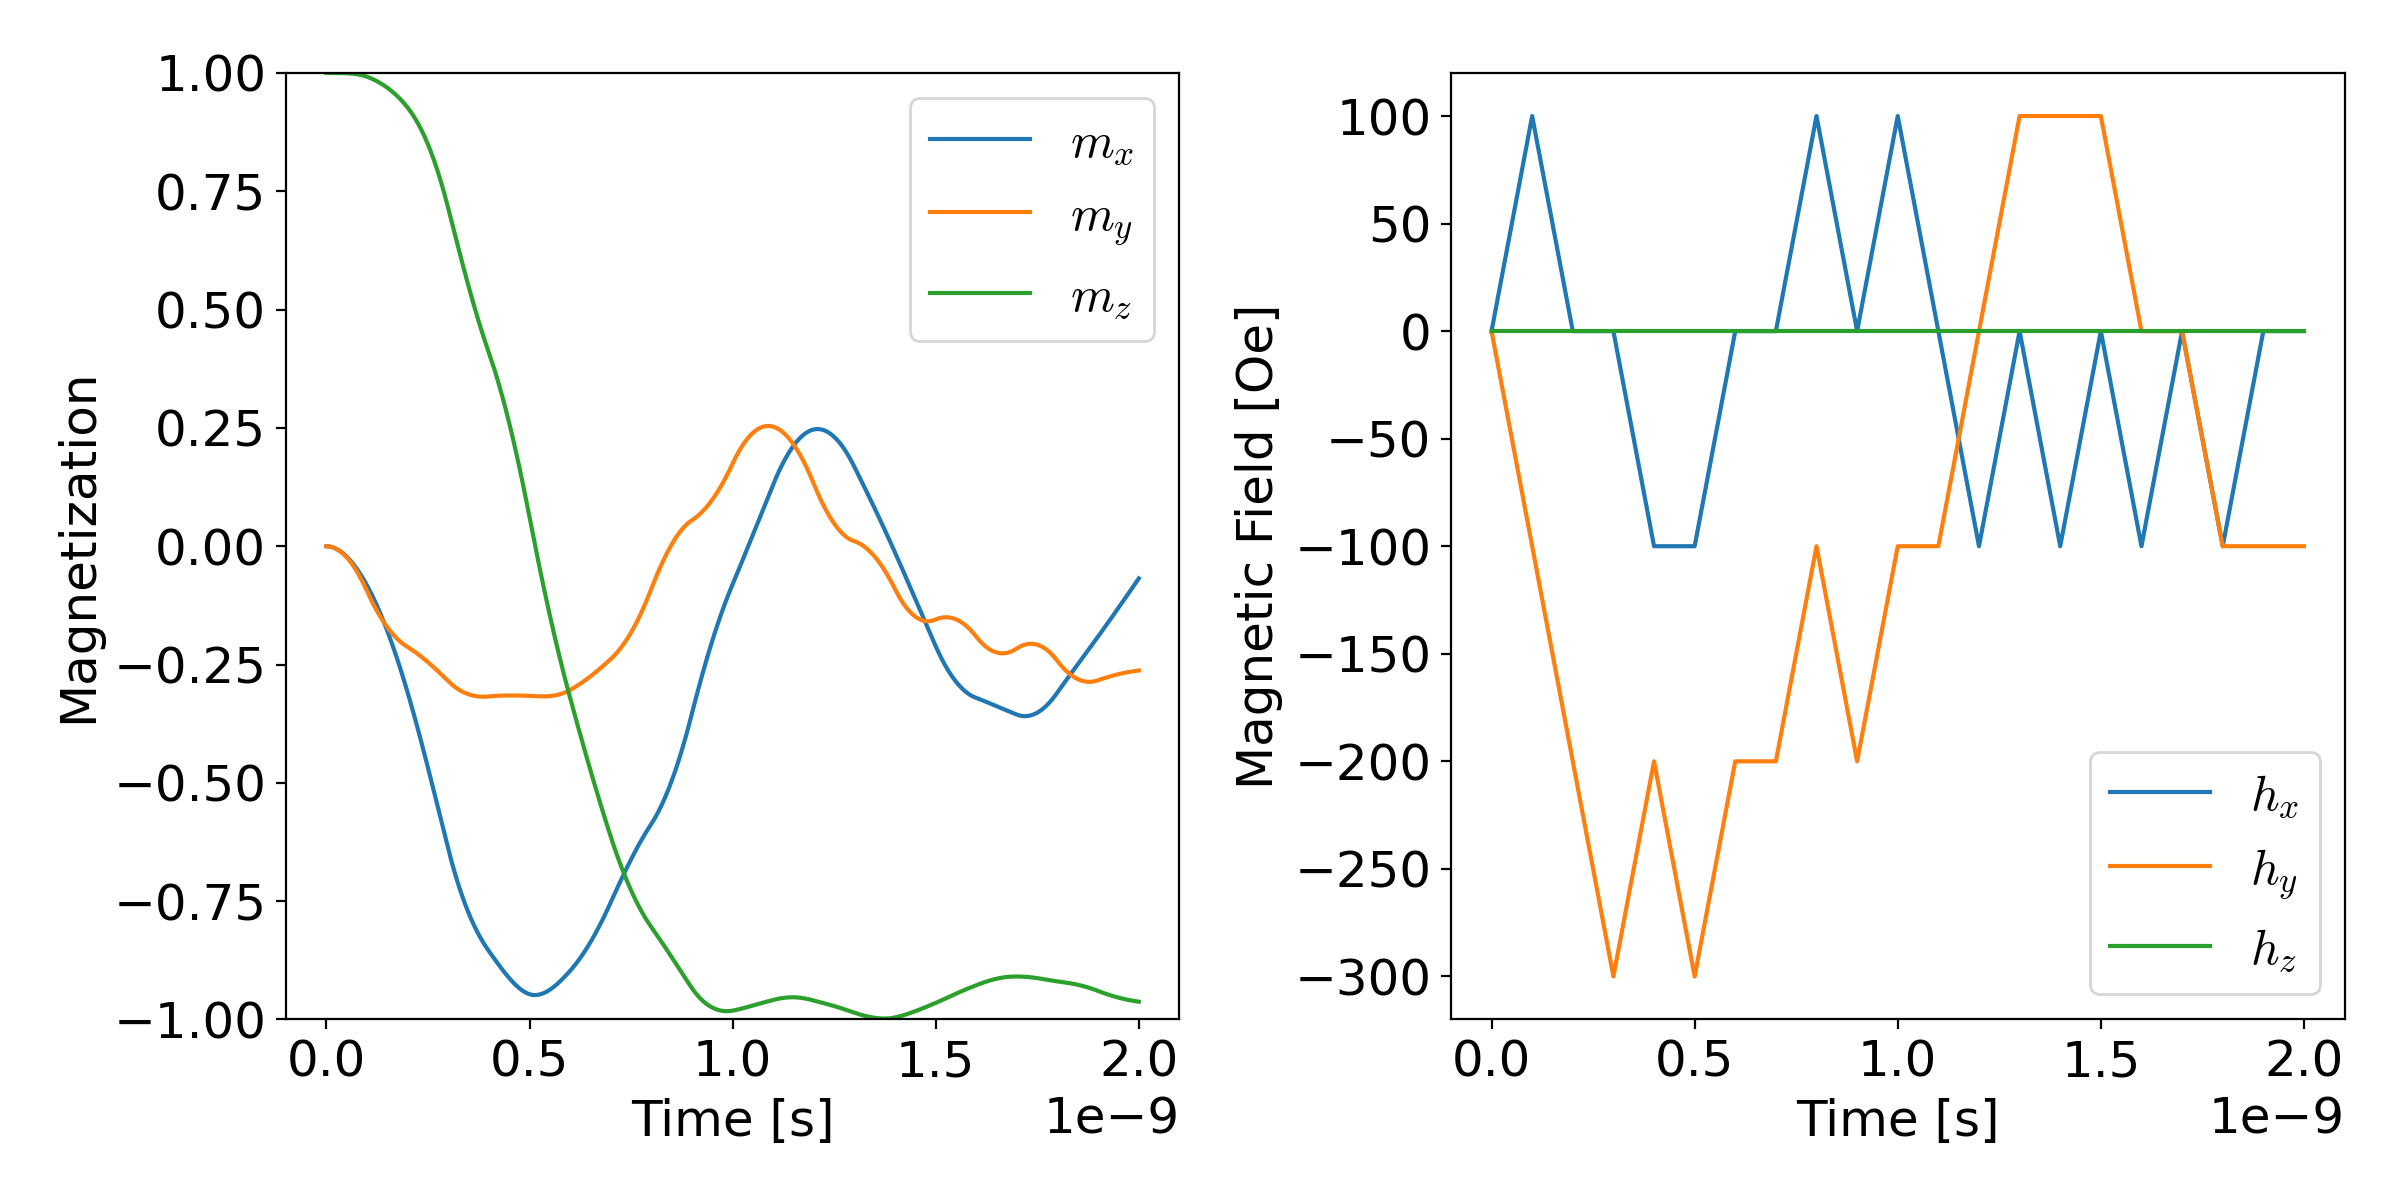 Magnetization
1.00
0.75
0.50
0.25
0.00
−0.25
−0.50
−0.75
−1.00
0.0 0.5 1.0 1.5 2.0
Time [s]
1e−9
m_x
m_y
m_z
Magnetic Field [Oe]
100
50
0
−50
−100
−150
−200
−250
−300
0.0 0.5 1.0 1.5 2.0
Time [s]
1e−9
h_x
h_y
h_z